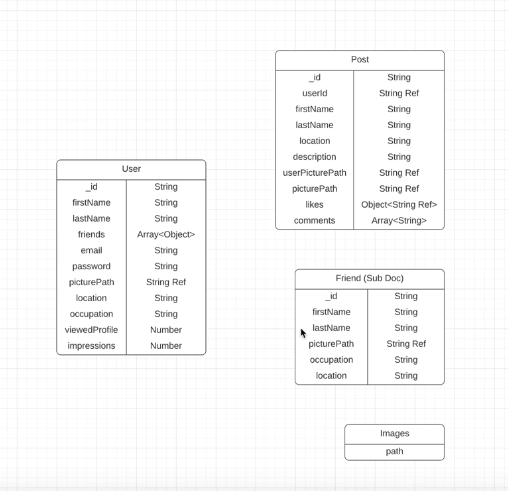 Post
_id String
userId String Ref
firstName String
lastName String
location String
description String
userPicturePath String Ref
picturePath String Ref
likes Object<String Ref>
comments Array<String>
User
_id String
firstName String
lastName String
friends Array<Object>
email String
password String
picturePath String Ref
location String
occupation String
viewedProfile Number
impressions Number
Friend (Sub Doc)
_id String
firstName String
lastName String
picturePath String Ref
occupation String
location String
Images
path